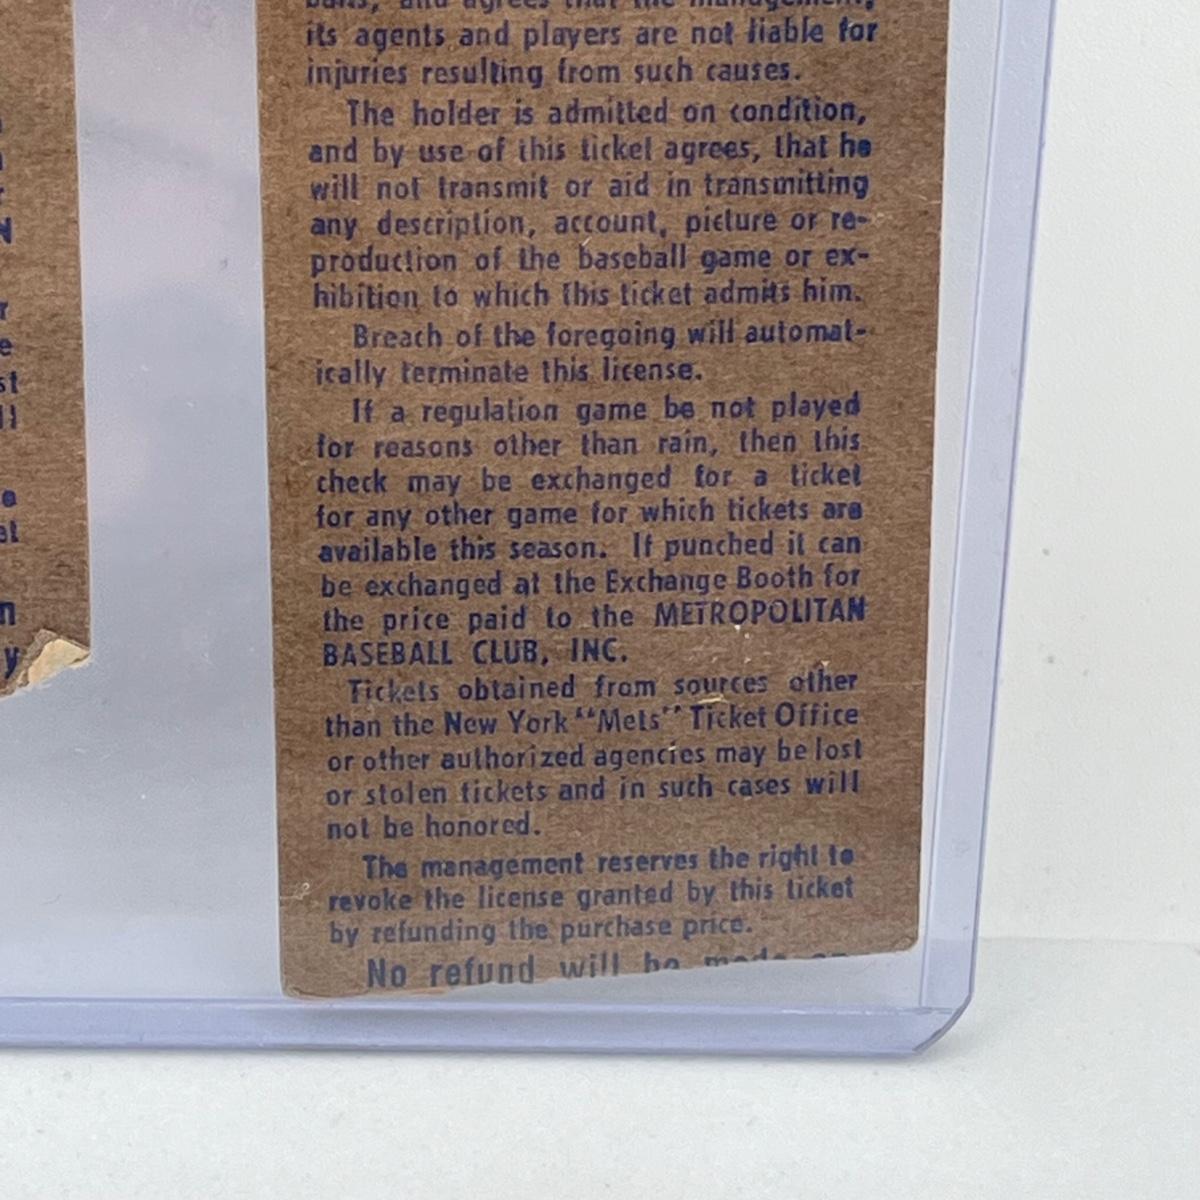 balls, and agrees that the management,
its agents and players are not liable for
injuries resulting from such causes.
The holder is admitted on condition,
and by use of this ticket agrees, that he
will not transmit or aid in transmitting
any description, account, picture or re-
production of the baseball game or ex-
hibition to which this ticket admits him.
Breach of the foregoing will automat-
ically terminate this license.
If a regulation game be not played
for reasons other than rain, then this
check may be exchanged for a ticket
for any other game for which tickets are
available this season. If punched it can
be exchanged at the Exchange Booth for
the price paid to the METROPOLITAN
BASEBALL CLUB, INC.
Tickets obtained from sources other
than the New York "Mets" Ticket Office
or other authorized agencies may be lost
or stolen tickets and in such cases will
not be honored.
The management reserves the right to
revoke the license granted by this ticket
by refunding the purchase price.
No refund will be made